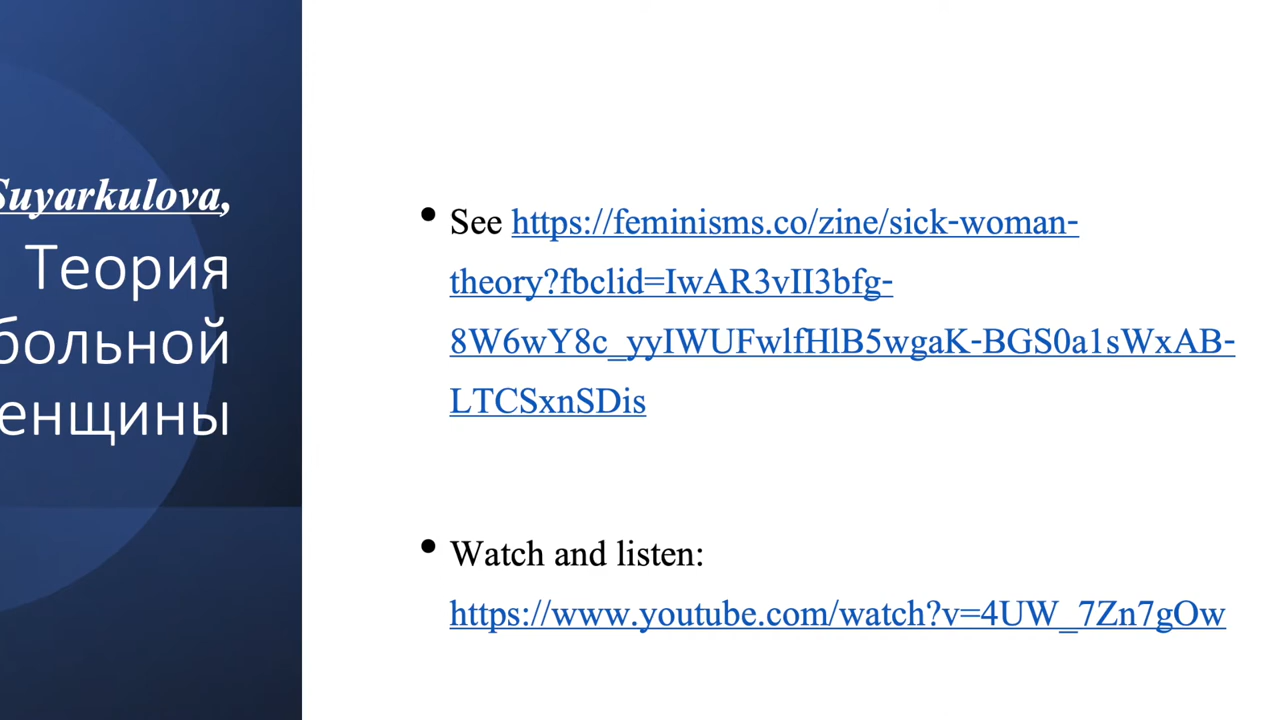 Suyarkulova,
Теория
больной
енщины
• See https://feminisms.co/zine/sick-woman-
theory?fbclid=IwAR3vII3bfg-
8W6wY8c_yyIWUFwlfHlB5wgaK-BGS0a1sWxAB-
LTCSxnSDis
• Watch and listen:
https://www.youtube.com/watch?v=4UW_7Zn7gOw